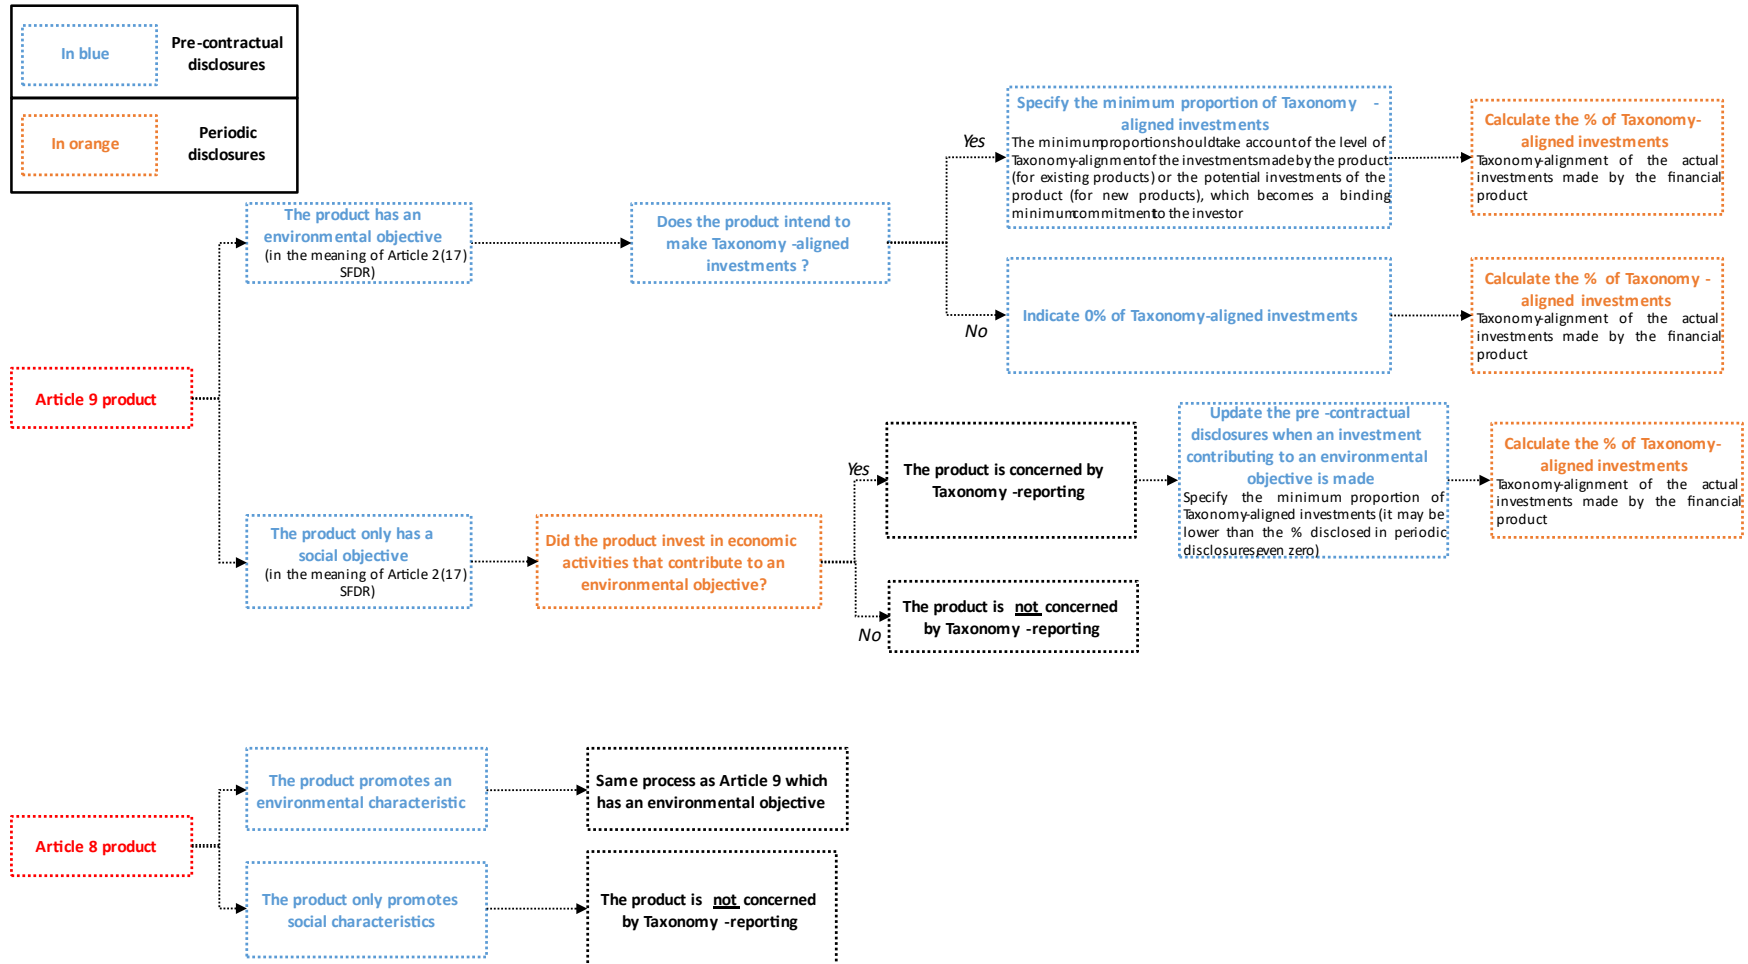 In blue
Pre-contractual
disclosures
In orange
Periodic
disclosures
Specify the minimum proportion of Taxonomy -
aligned investments
The minimum proportion should take account of the level of
Taxonomy-alignment of the investments made by the product
(for existing products) or the potential investments of the
product (for new products), which becomes a binding
minimum commitment to the investor
Calculate the % of Taxonomy-
aligned investments
Taxonomy-alignment of the actual
investments made by the financial
product
Yes
The product has an
environmental objective
(in the meaning of Article 2(17)
SFDR)
Does the product intend to
make Taxonomy -aligned
investments ?
No
Indicate 0% of Taxonomy-aligned investments
Calculate the % of Taxonomy -
aligned investments
Taxonomy-alignment of the actual
investments made by the financial
product
Article 9 product
The product only has a
social objective
(in the meaning of Article 2(17)
SFDR)
Did the product invest in economic
activities that contribute to an
environmental objective?
Yes
The product is concerned by
Taxonomy -reporting
Update the pre -contractual
disclosures when an investment
contributing to an environmental
objective is made
Specify the minimum proportion of
Taxonomy-aligned investments (it may be
lower than the % disclosed in periodic
disclosures, even zero)
Calculate the % of Taxonomy-
aligned investments
Taxonomy-alignment of the actual
investments made by the financial
product
No
The product is not concerned
by Taxonomy -reporting
Article 8 product
The product promotes an
environmental characteristic
Same process as Article 9 which
has an environmental objective
The product only promotes
social characteristics
The product is not concerned
by Taxonomy -reporting